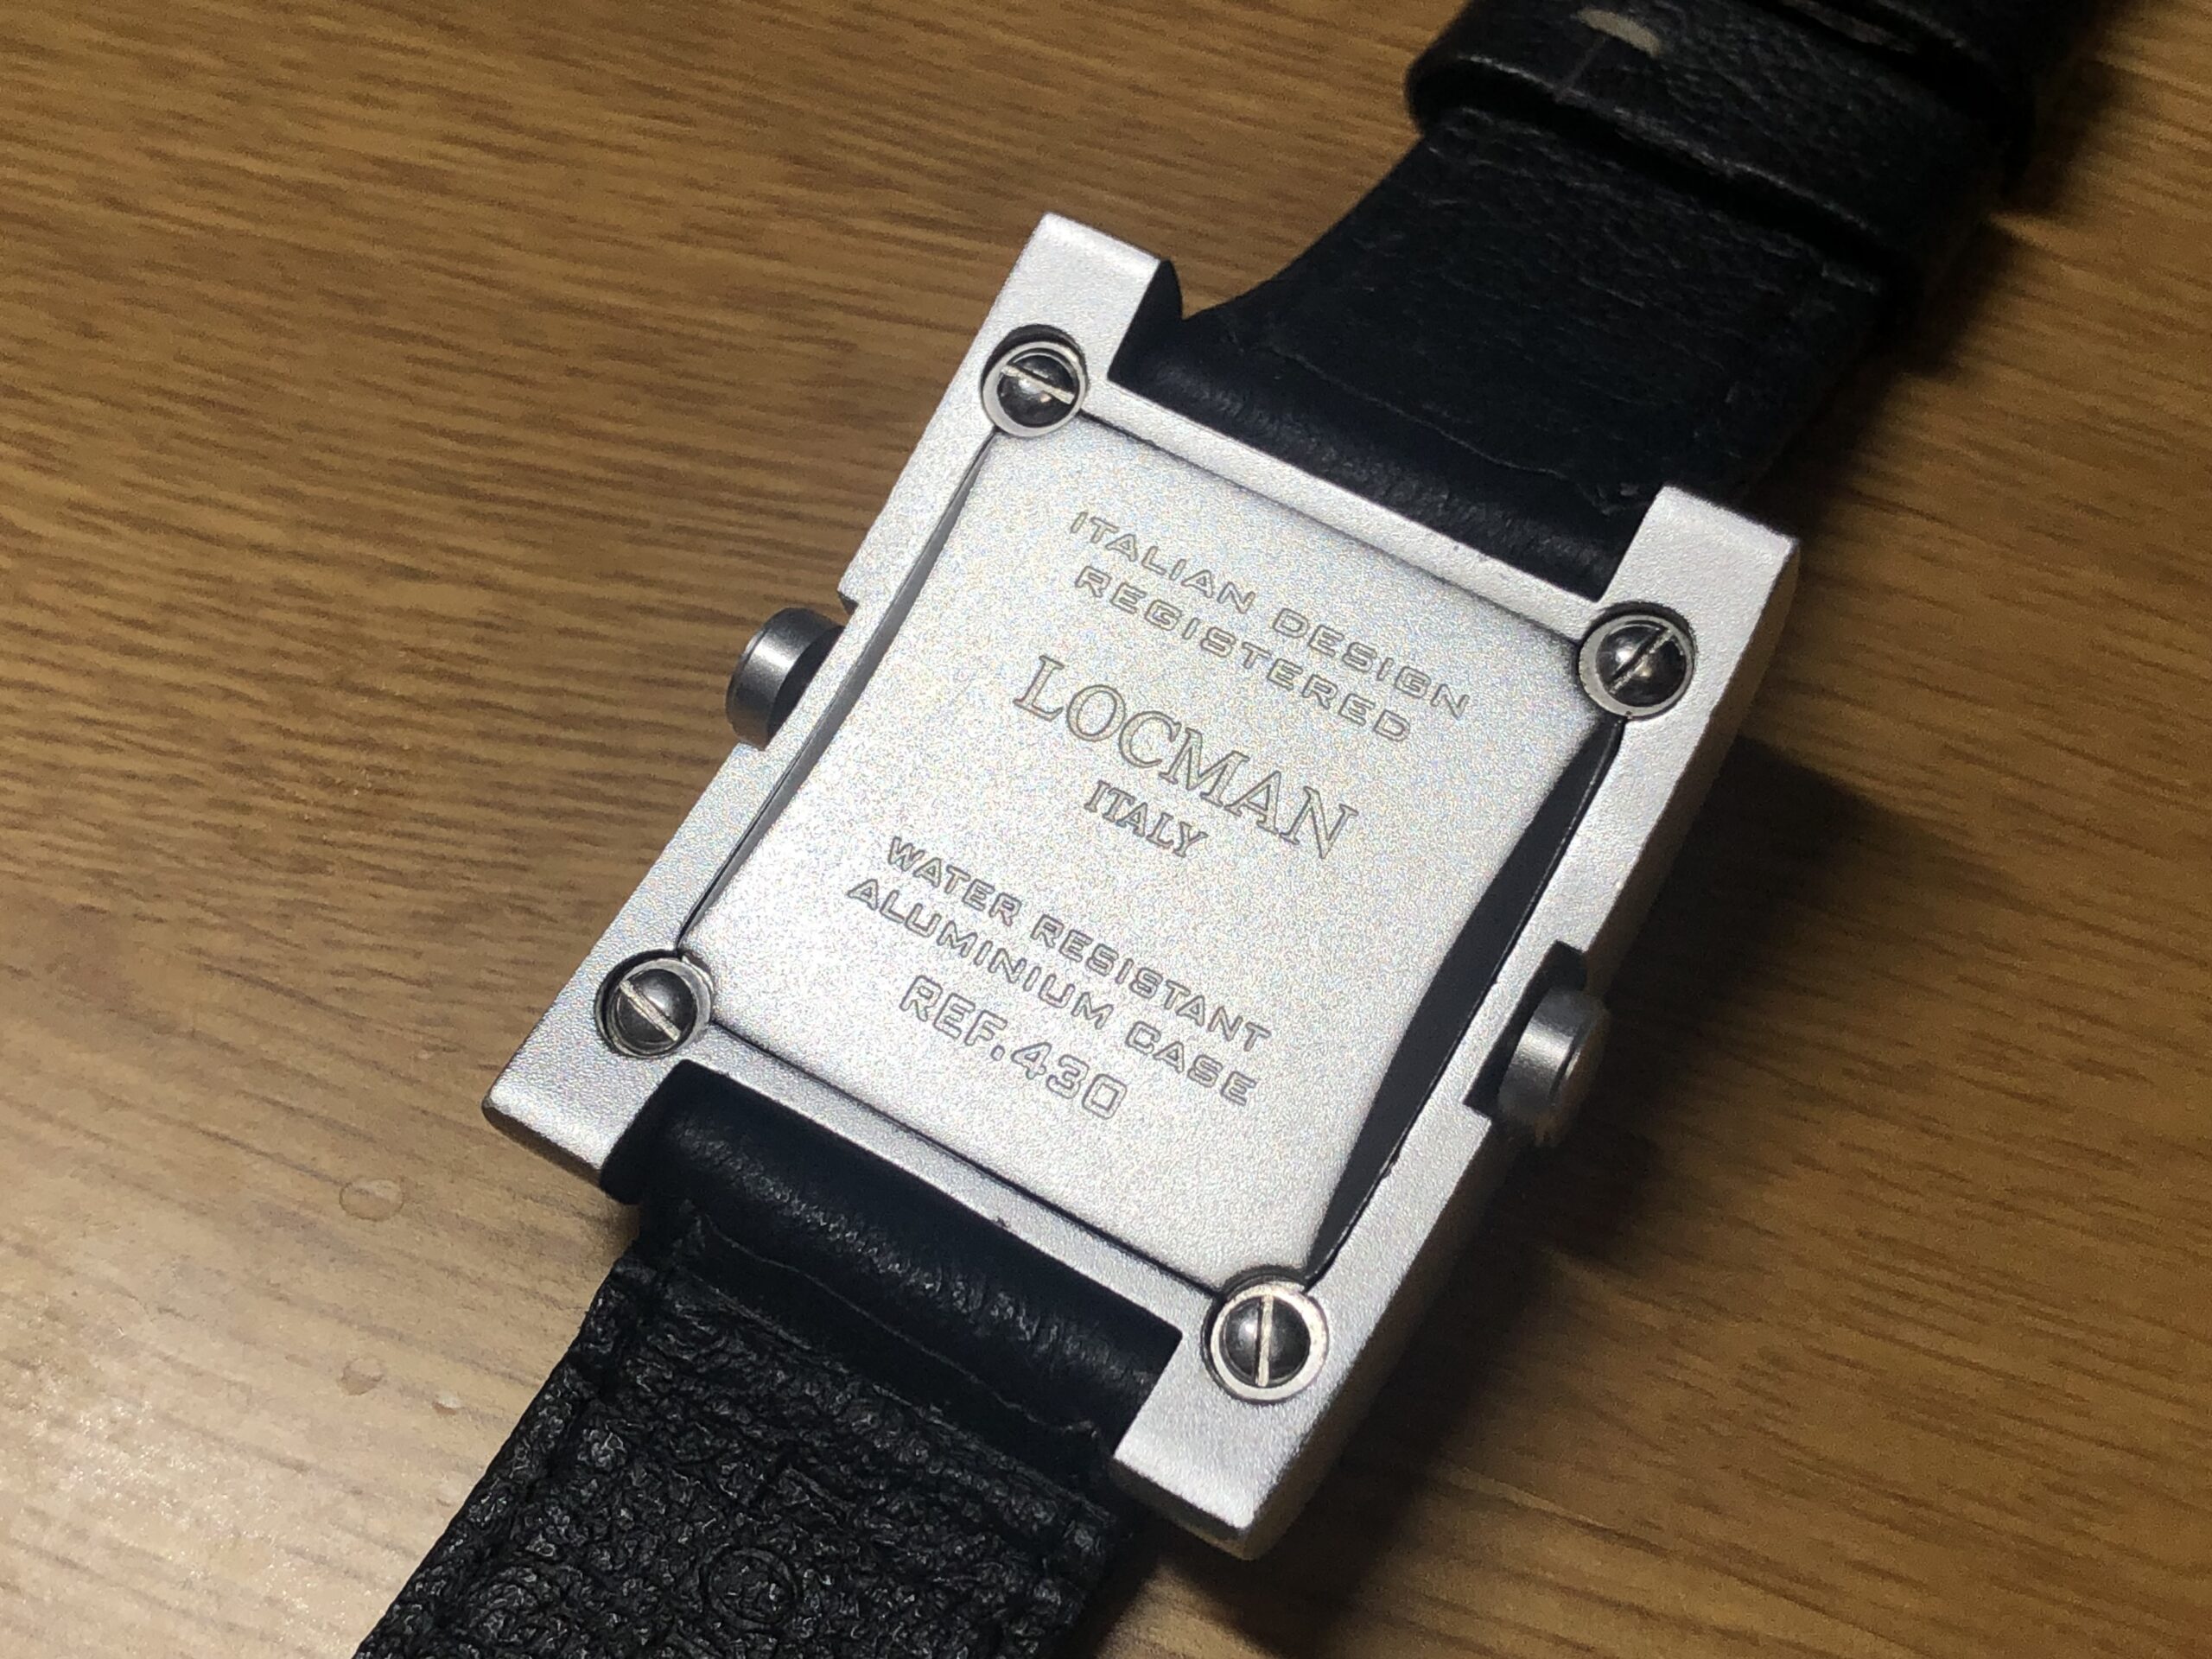 ITALIAN DESIGN
REGISTERED
LOCMAN
ITALY
WATER RESISTANT
ALUMINIUM CASE
REF.430